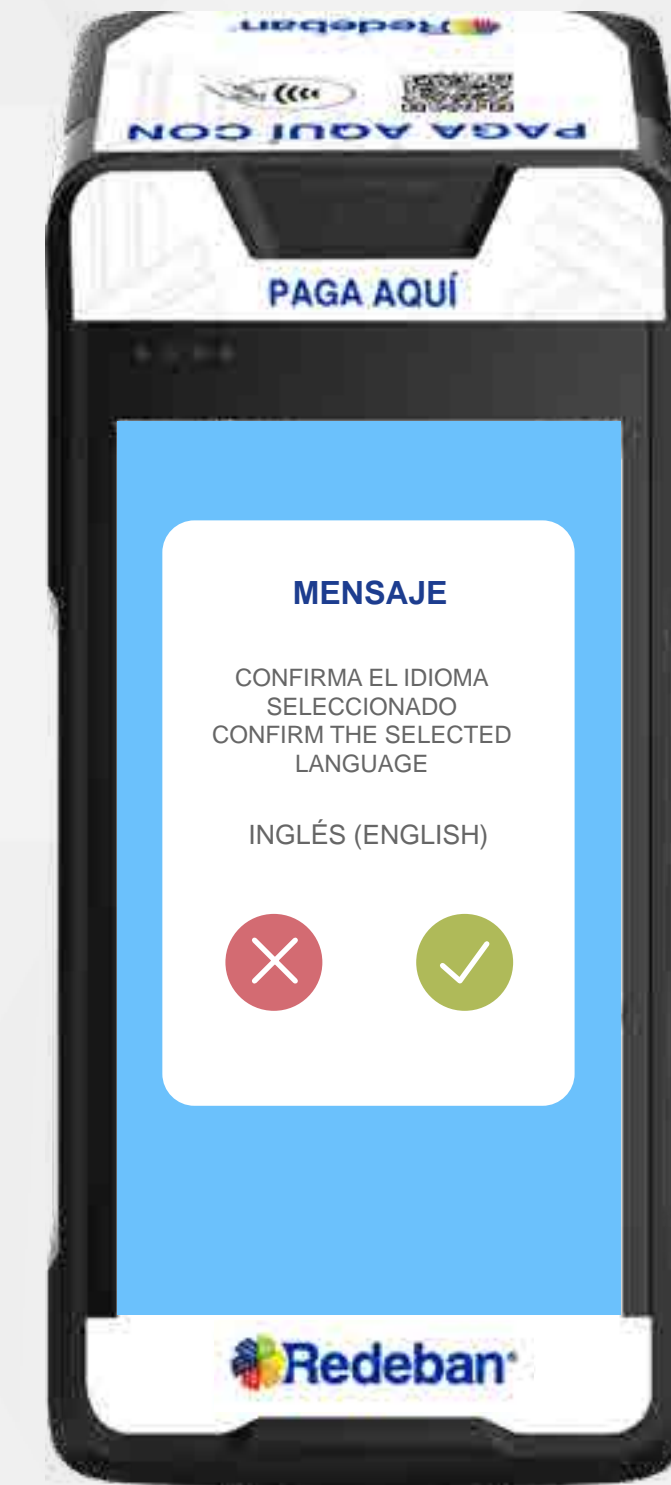 Redeban
PAGA AQUÍ CON
PAGA AQUÍ
MENSAJE
CONFIRMA EL IDIOMA
SELECCIONADO
CONFIRM THE SELECTED
LANGUAGE
INGLÉS (ENGLISH)
Redeban